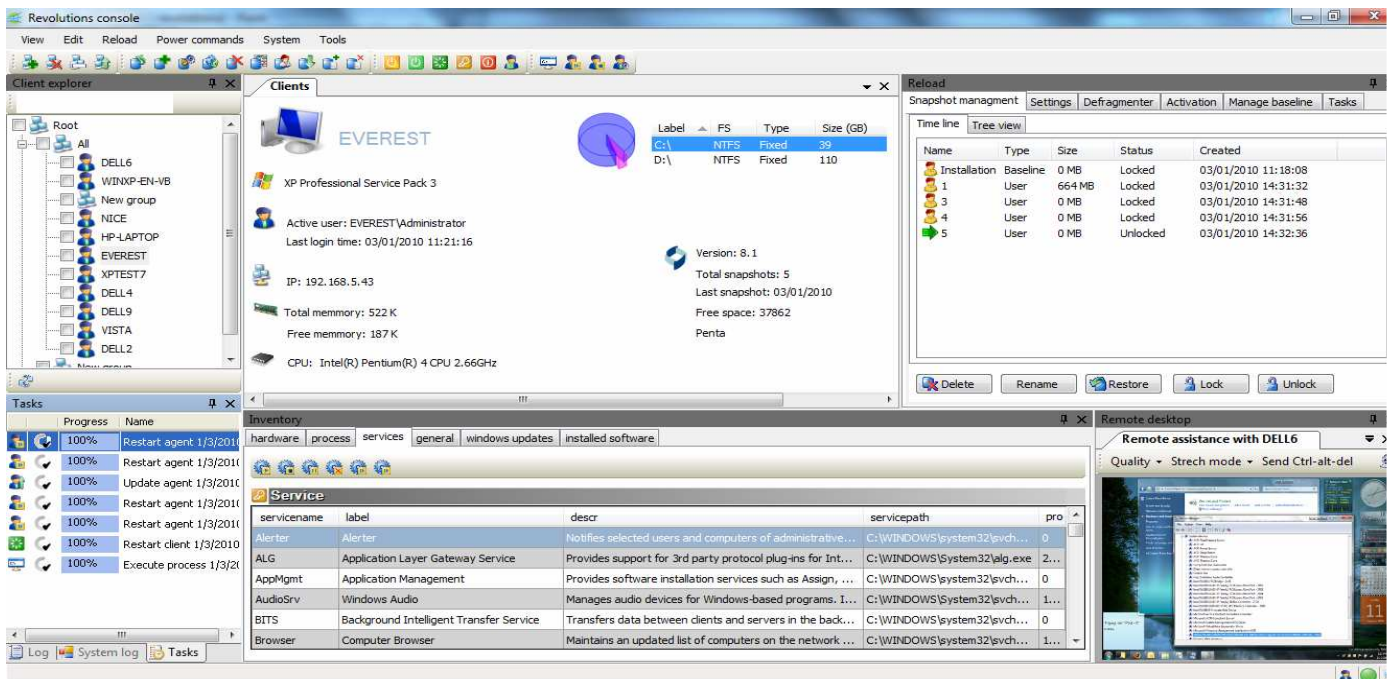 Revolutions console
View Edit Reload Power commands System Tools
Client explorer
Root
All
DELL6
WINXP-EN-VB
New group
NICE
HP-LAPTOP
EVEREST
XPTEST7
DELL4
DELL9
VISTA
DELL2
New group
Clients
EVEREST
XP Professional Service Pack 3
Active user: EVEREST\Administrator
Last login time: 03/01/2010 11:21:16
IP: 192.168.5.43
Total memmory: 522 K
Free memmory: 187 K
CPU: Intel(R) Pentium(R) 4 CPU 2.66GHz
Label FS Type Size (GB)
C:\ NTFS Fixed 39
D:\ NTFS Fixed 110
Version: 8.1
Total snapshots: 5
Last snapshot: 03/01/2010
Free space: 37862
Penta
Reload
Snapshot managment Settings Defragmenter Activation Manage baseline Tasks
Time line Tree view
Name Type Size Status Created
Installation Baseline 0 MB Locked 03/01/2010 11:18:08
1 User 664 MB Locked 03/01/2010 14:31:32
3 User 0 MB Locked 03/01/2010 14:31:48
4 User 0 MB Locked 03/01/2010 14:31:56
5 User 0 MB Unlocked 03/01/2010 14:32:36
Delete Rename Restore Lock Unlock
Tasks
Progress Name
100% Restart agent 1/3/2010
100% Restart agent 1/3/2010
100% Update agent 1/3/2010
100% Restart agent 1/3/2010
100% Restart agent 1/3/2010
100% Restart client 1/3/2010
100% Execute process 1/3/20
Log System log Tasks
Inventory
hardware process services general windows updates installed software
Service
servicename label descr servicepath pro
Alerter Alerter Notifies selected users and computers of administrative... C:\WINDOWS\system32\svch... 0
ALG Application Layer Gateway Service Provides support for 3rd party protocol plug-ins for Int... C:\WINDOWS\system32\alg.exe 2...
AppMgmt Application Management Provides software installation services such as Assign, ... C:\WINDOWS\system32\svch... 0
AudioSrv Windows Audio Manages audio devices for Windows-based programs. I... C:\WINDOWS\system32\svch... 1...
BITS Background Intelligent Transfer Service Transfers data between clients and servers in the back... C:\WINDOWS\system32\svch... 0
Browser Computer Browser Maintains an updated list of computers on the network ... C:\WINDOWS\system32\svch... 1...
Remote desktop
Remote assistance with DELL6
Quality Strech mode Send Ctrl-alt-del
11